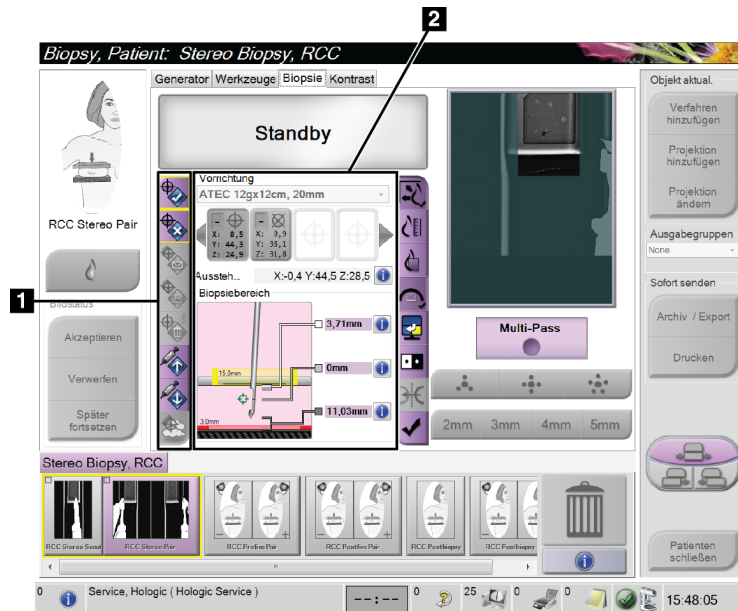 2
Biopsy, Patient: Stereo Biopsy, RCC
Generator Werkzeuge Biopsie Kontrast
Standby
Vorrichtung
ATEC 12gx12cm, 20mm
X: 8,5
Y: 44,3
Z: 24,9
Y: 33,1
Z: 31,8
Aussteh... X:-0,4 Y:44,5 Z:28,5
Biopsiebereich
15,0mm
3,0mm
3,71mm
0mm
11,03mm
1
RCC Stereo Pair
Bildstatus
Akzeptieren
Verwerfen
Später
fortsetzen
Multi-Pass
2mm 3mm 4mm 5mm
Objekt aktual.
Verfahren
hinzufügen
Projektion
hinzufügen
Projektion
ändern
Ausgabegruppen
None
Sofort senden
Archiv / Export
Drucken
Patienten
schließen
Stereo Biopsy, RCC
RCC Stereo Scout
RCC Stereo Pair
RCC Prefire Pair
RCC Postfire Pair
RCC Postbiopsy
RCC Postbiopsy
0 Service, Hologic ( Hologic Service ) --:-- 0 25 0 0 15:48:05